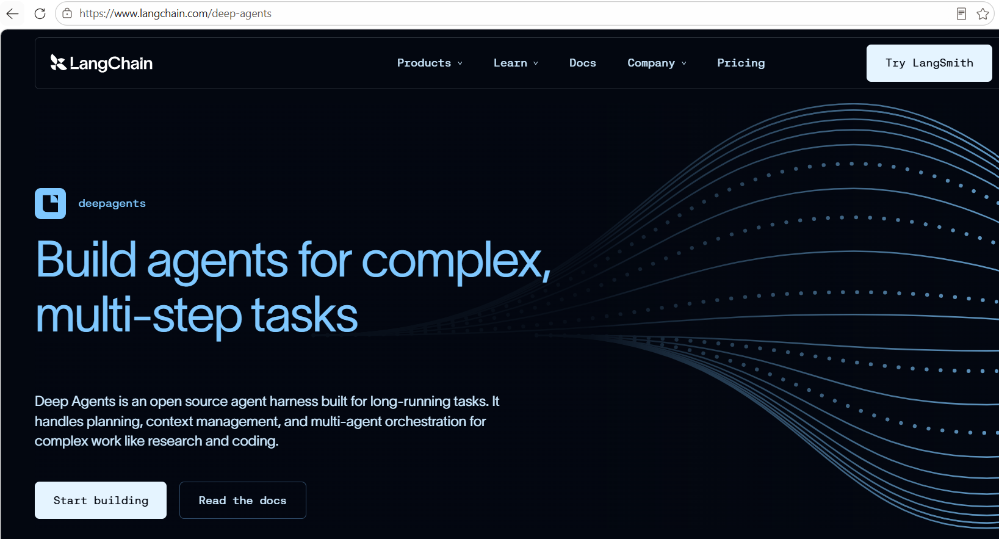 https://www.langchain.com/deep-agents
LangChain
Products
Learn
Docs
Company
Pricing
Try LangSmith
deepagents
Build agents for complex,
multi-step tasks
Deep Agents is an open source agent harness built for long-running tasks. It
handles planning, context management, and multi-agent orchestration for
complex work like research and coding.
Start building
Read the docs